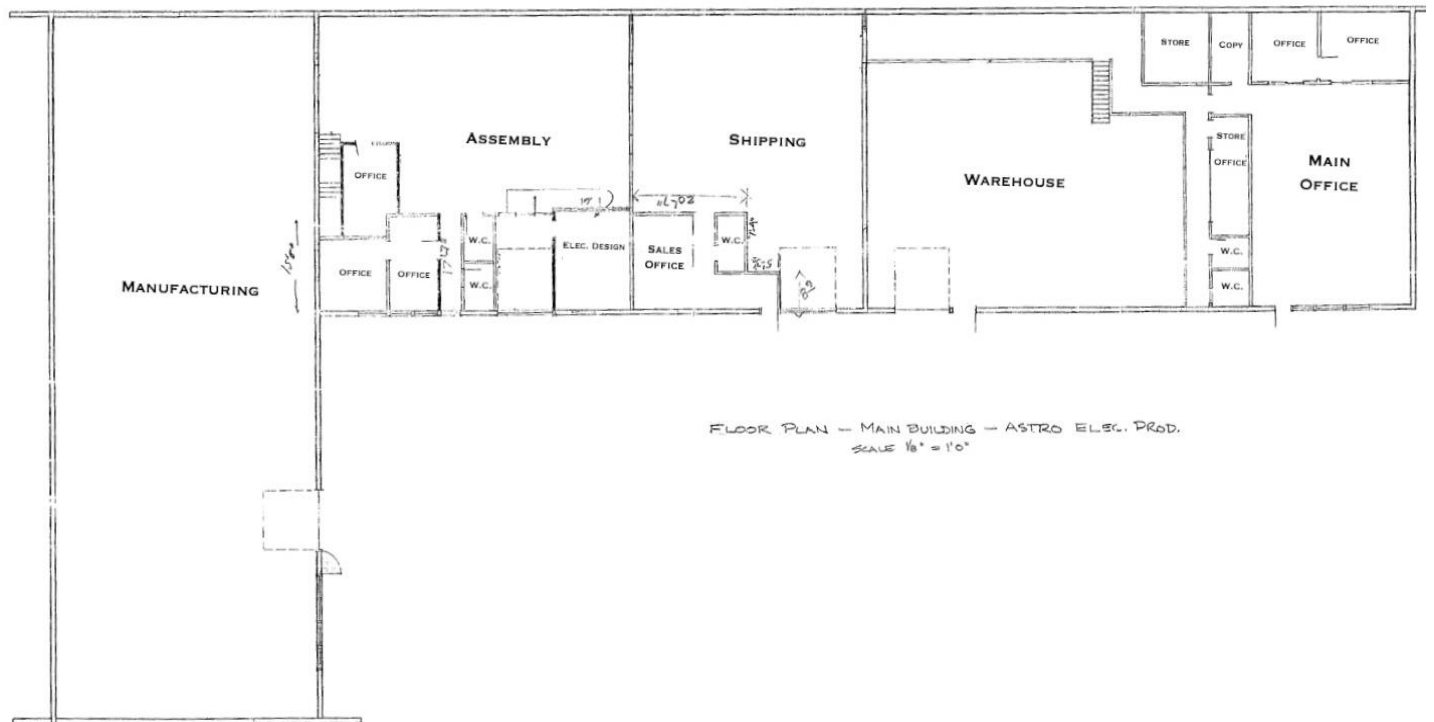 STORE
COPY
OFFICE
OFFICE
ASSEMBLY
SHIPPING
WAREHOUSE
STORE
OFFICE
MAIN
OFFICE
OFFICE
W.C.
ELEC. DESIGN
SALES
OFFICE
W.C.
W.C.
OFFICE
OFFICE
W.C.
W.C.
MANUFACTURING
FLOOR PLAN – MAIN BUILDING – ASTRO ELEC. PROD.
SCALE 1/8" = 1'0"